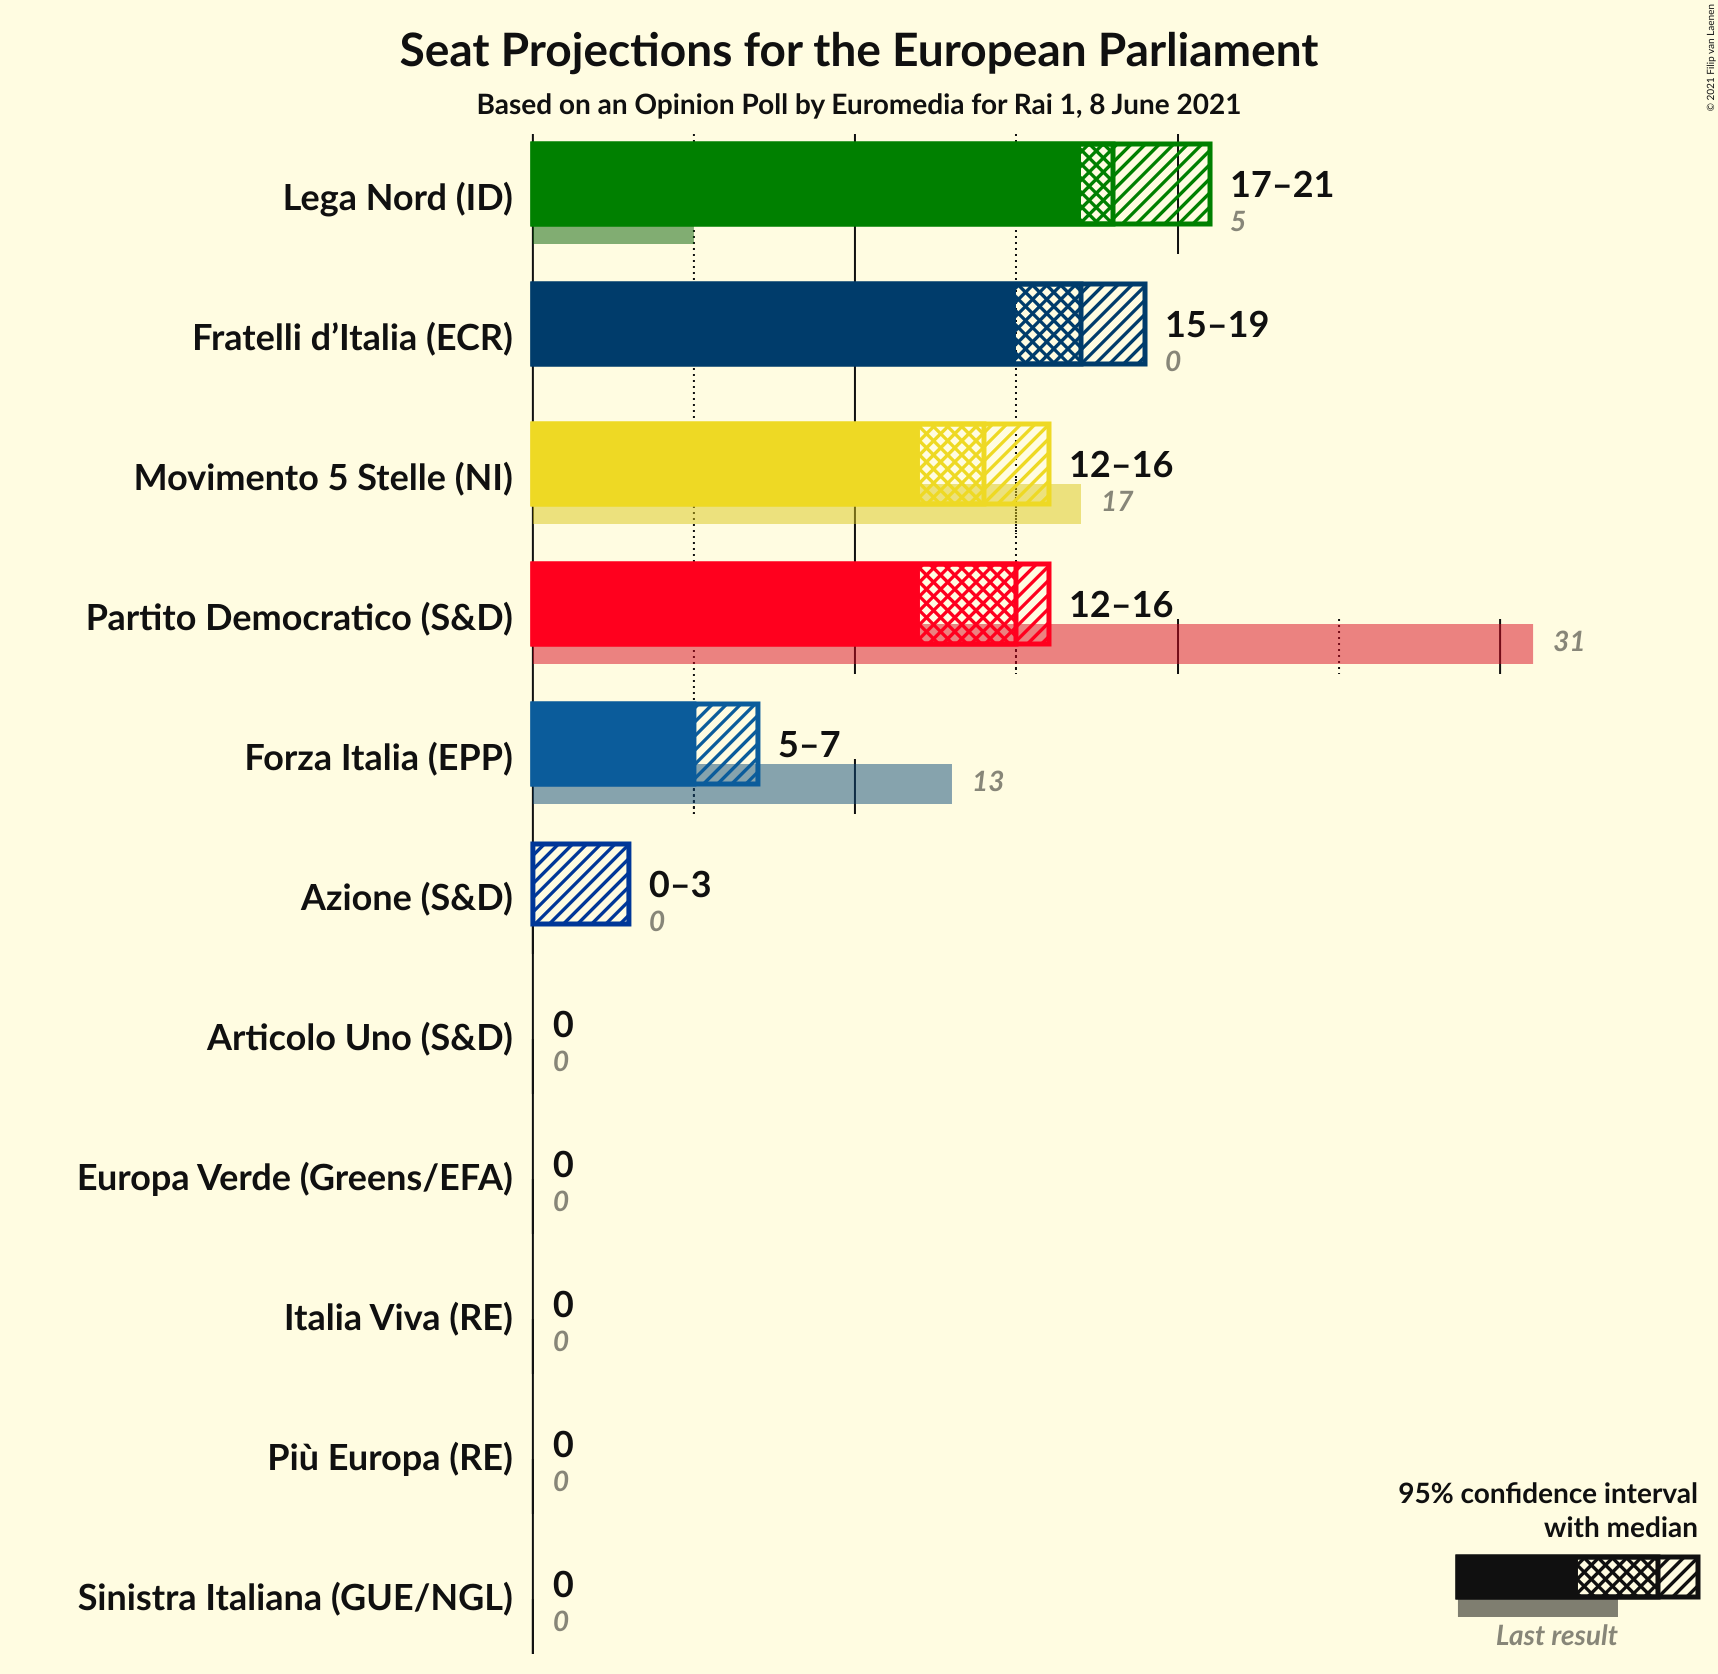 Seat Projections for the European Parliament
Based on an Opinion Poll by Euromedia for Rai 1, 8 June 2021
© 2021 Filip van Laenen
Lega Nord (ID)
17–21
5
Fratelli d’Italia (ECR)
15–19
0
Movimento 5 Stelle (NI)
12–16
17
Partito Democratico (S&D)
12–16
31
Forza Italia (EPP)
5–7
13
Azione (S&D)
0–3
0
Articolo Uno (S&D)
0
0
Europa Verde (Greens/EFA)
0
0
Italia Viva (RE)
0
0
Più Europa (RE)
0
0
Sinistra Italiana (GUE/NGL)
0
0
95% confidence interval
with median
Last result